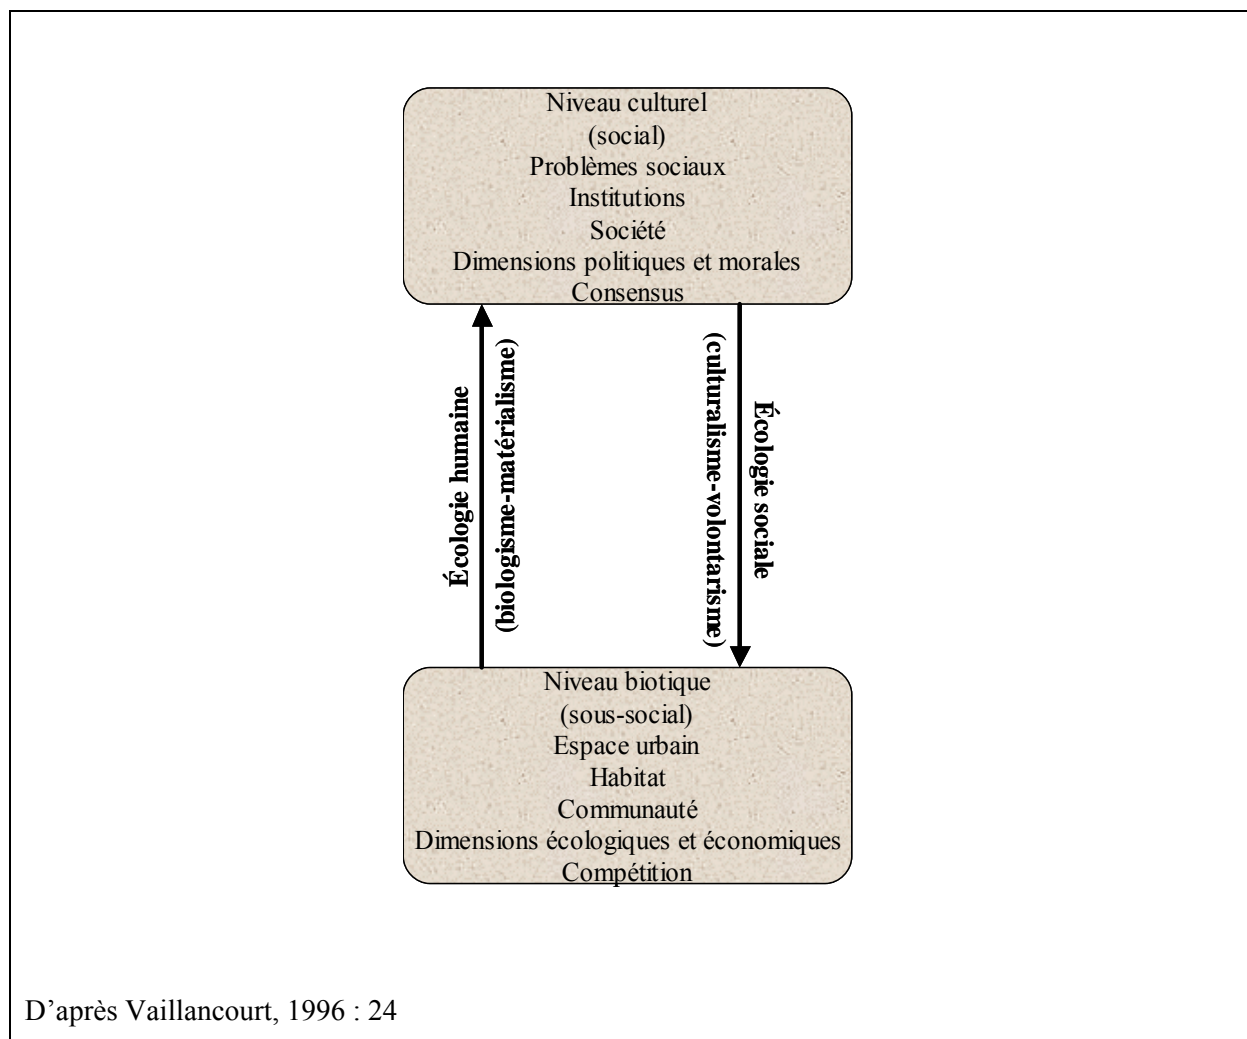 Niveau culturel
(social)
Problèmes sociaux
Institutions
Société
Dimensions politiques et morales
Consensus
Écologie humaine
(biologisme-matérialisme)
(culturalisme-volontarisme)
Écologie sociale
Niveau biotique
(sous-social)
Espace urbain
Habitat
Communauté
Dimensions écologiques et économiques
Compétition
D’après Vaillancourt, 1996 : 24